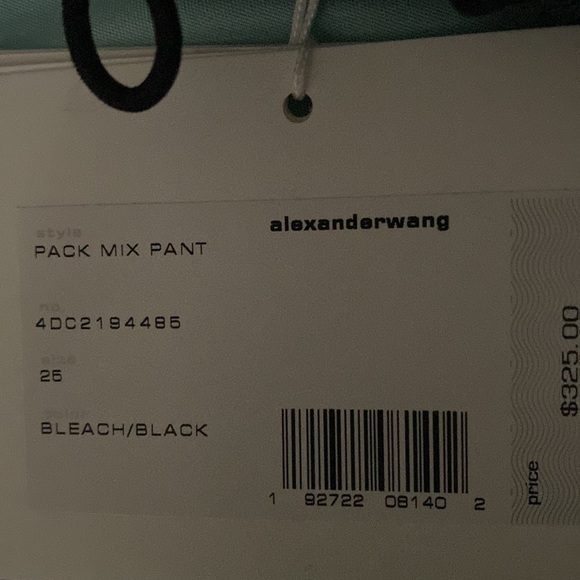 alexanderwang
style
PACK MIX PANT
no.
4DC2194485
size
25
color
BLEACH/BLACK
1 92722 08140 2
price
$325.00